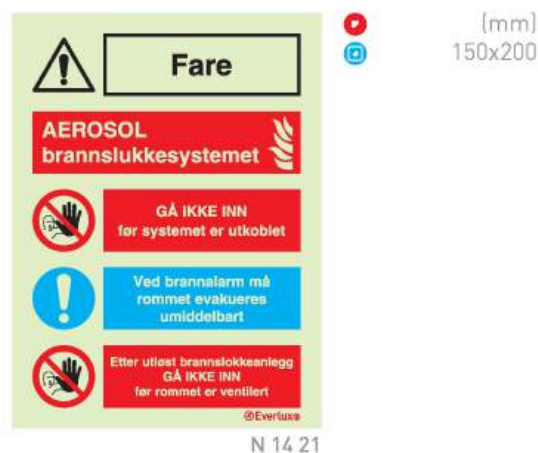 Fare
AEROSOL
brannslukkesystemet
GÅ IKKE INN
før systemet er utkoblet
Ved brannalarm må
rommet evakueres
umiddelbart
Etter utløst brannslokkeanlegg
GÅ IKKE INN
før rommet er ventilert
Everlux®
N 14 21
(mm)
150x200